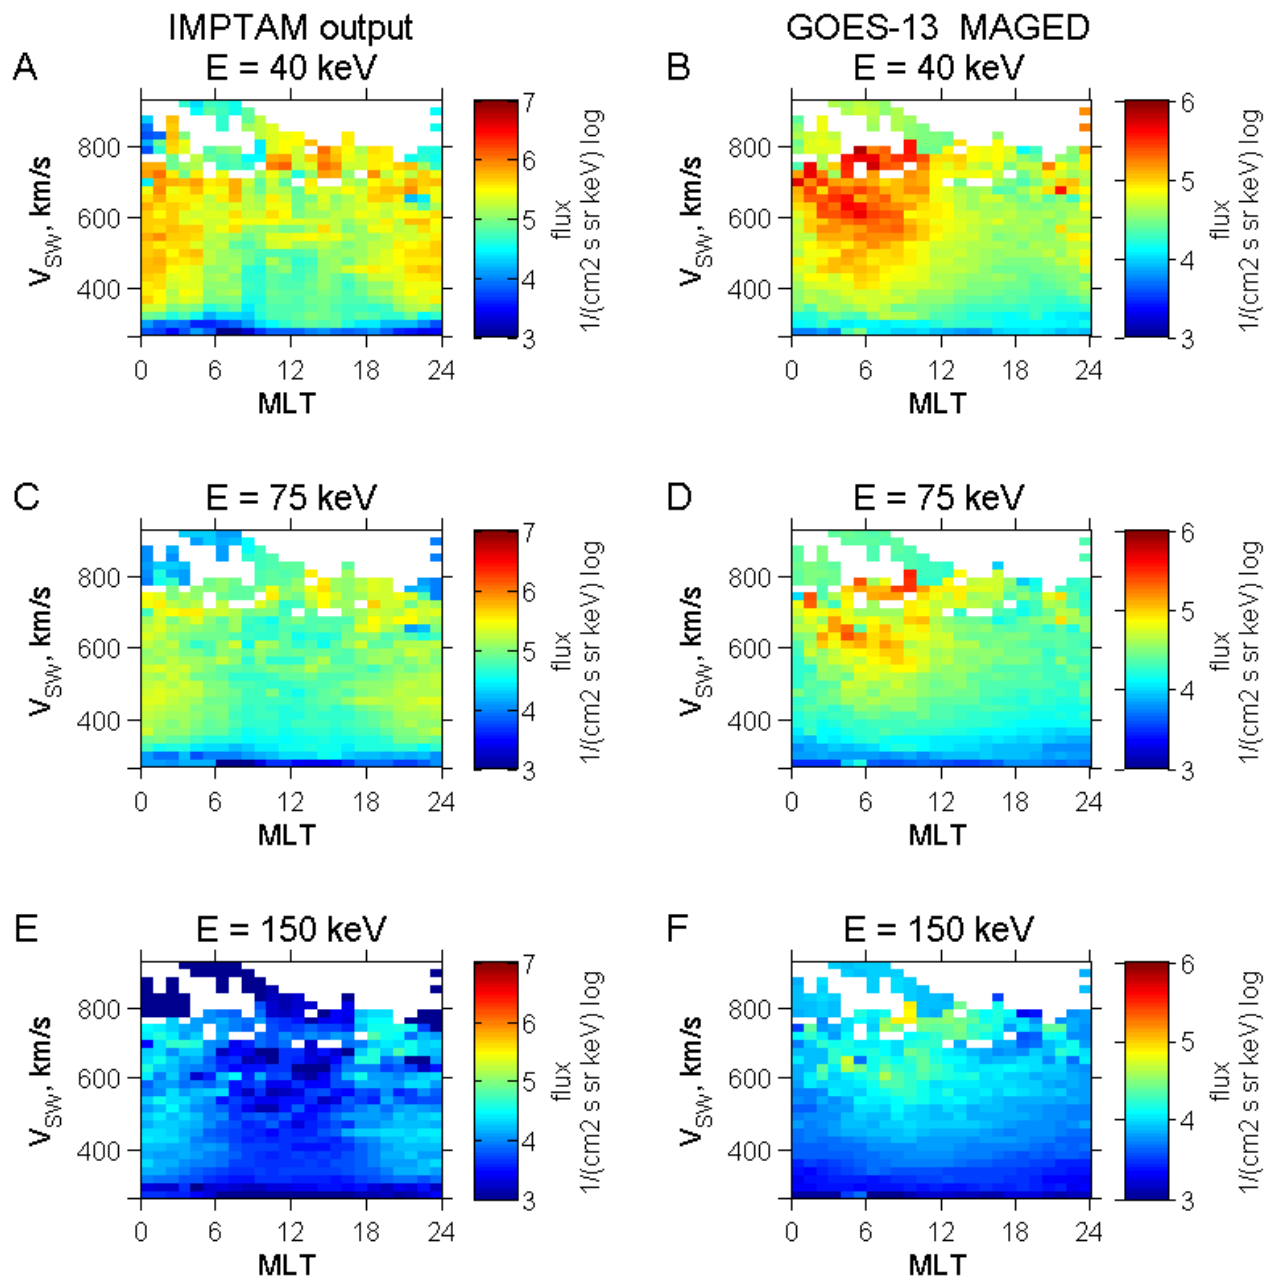 IMPTAM output
GOES-13 MAGED
A
E = 40 keV
800
600
400
V_SW, km/s
0 6 12 18 24
MLT
7
6
5
4
3
flux
1/(cm2 s sr keV) log
B
E = 40 keV
800
600
400
V_SW, km/s
0 6 12 18 24
MLT
6
5
4
3
flux
1/(cm2 s sr keV) log
C
E = 75 keV
800
600
400
V_SW, km/s
0 6 12 18 24
MLT
7
6
5
4
3
flux
1/(cm2 s sr keV) log
D
E = 75 keV
800
600
400
V_SW, km/s
0 6 12 18 24
MLT
6
5
4
3
flux
1/(cm2 s sr keV) log
E
E = 150 keV
800
600
400
V_SW, km/s
0 6 12 18 24
MLT
7
6
5
4
3
flux
1/(cm2 s sr keV) log
F
E = 150 keV
800
600
400
V_SW, km/s
0 6 12 18 24
MLT
6
5
4
3
flux
1/(cm2 s sr keV) log